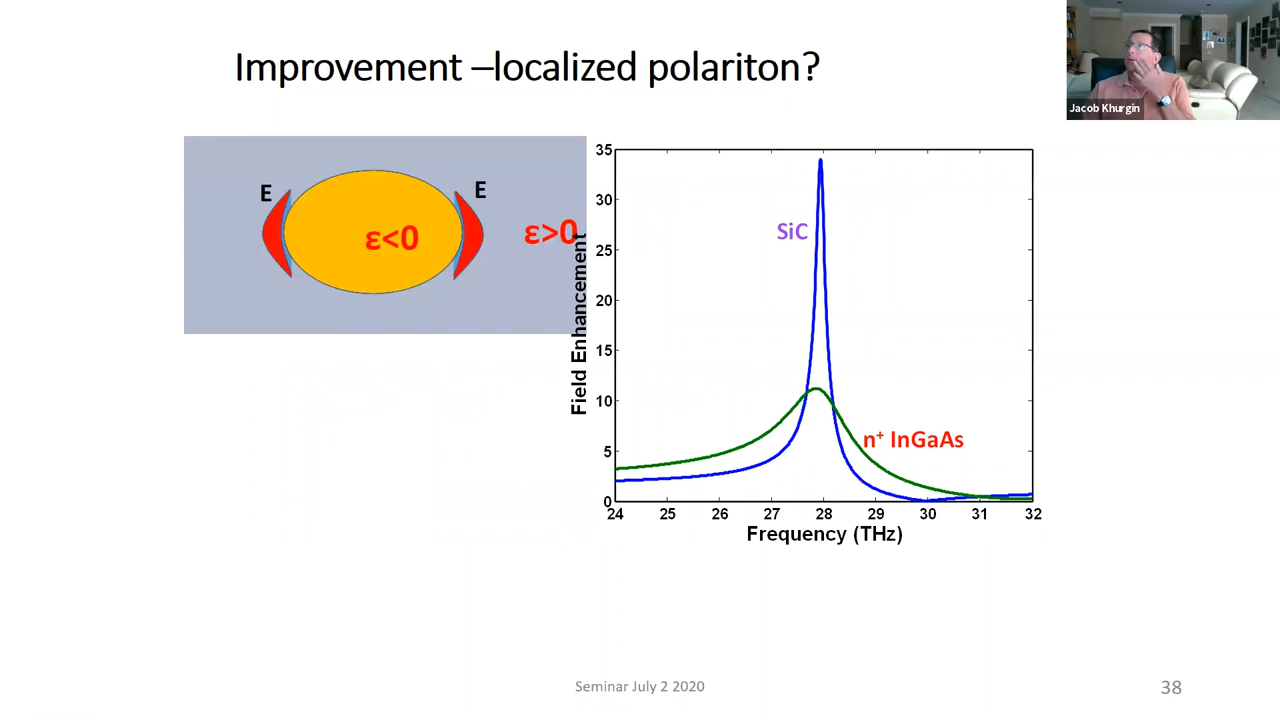 Improvement –localized polariton?
Jacob Khurgin
E
E
ε<0
ε>0
Field Enhancement
35
30
25
20
15
10
5
0
SiC
n⁺ InGaAs
24 25 26 27 28 29 30 31 32
Frequency (THz)
Seminar July 2 2020
38